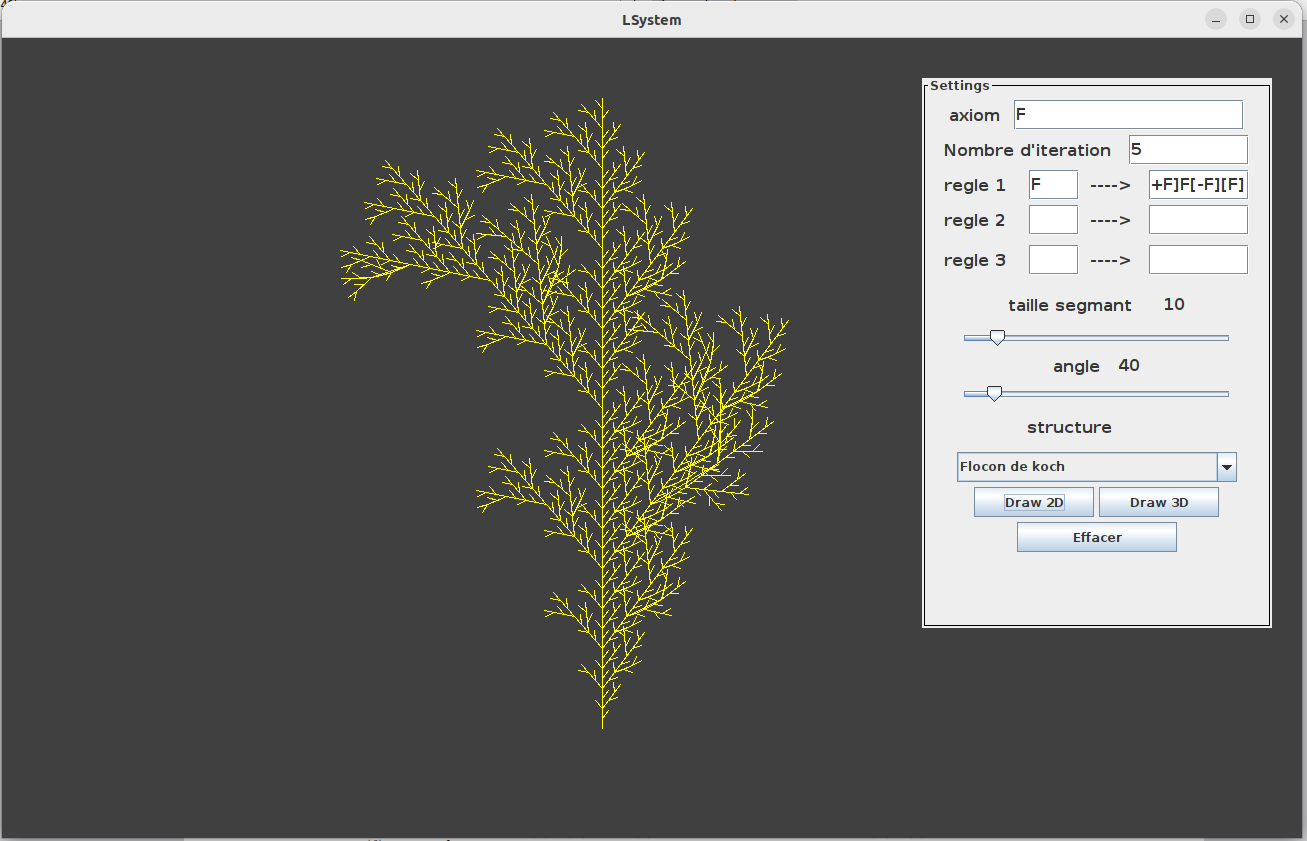 LSystem
Settings
axiom F
Nombre d'iteration 5
regle 1 F ----> +F]F[-F][F]
regle 2 ---->
regle 3 ---->
taille segmant 10
angle 40
structure
Flocon de koch
Draw 2D Draw 3D
Effacer